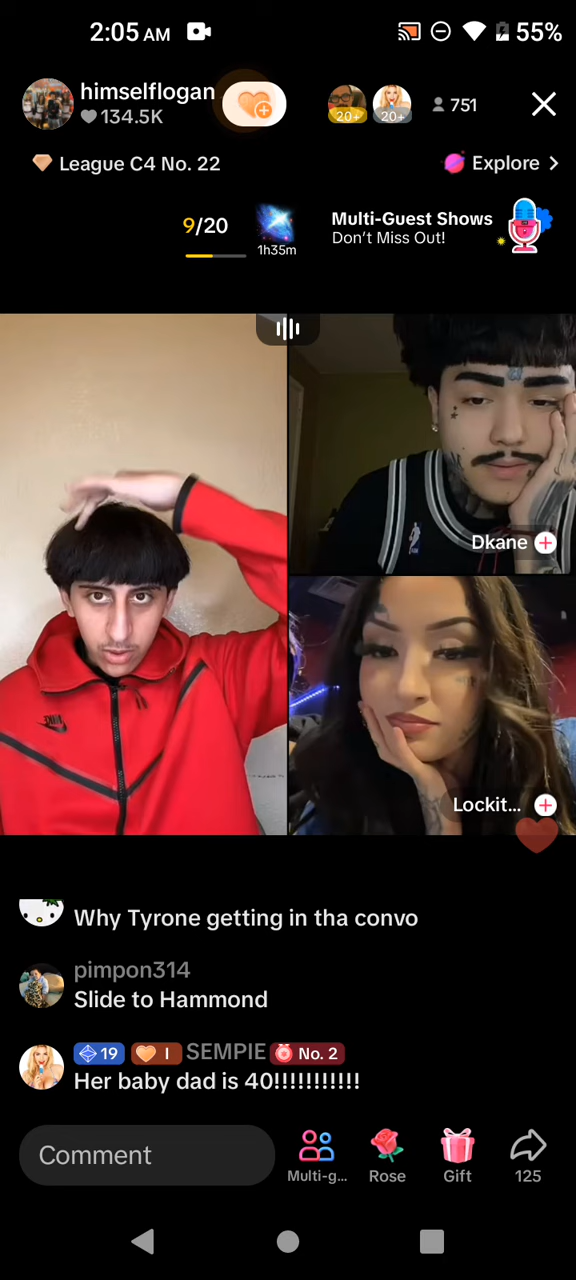 2:05 AM
55%
himselflogan
134.5K
20+
20+
751
League C4 No. 22
Explore >
9/20
1h35m
Multi-Guest Shows
Don't Miss Out!
Dkane
Lockit...
Why Tyrone getting in tha convo
pimpon314
Slide to Hammond
19 I SEMPIE No. 2
Her baby dad is 40!!!!!!!!!!!
Comment
Multi-g...
Rose
Gift
125